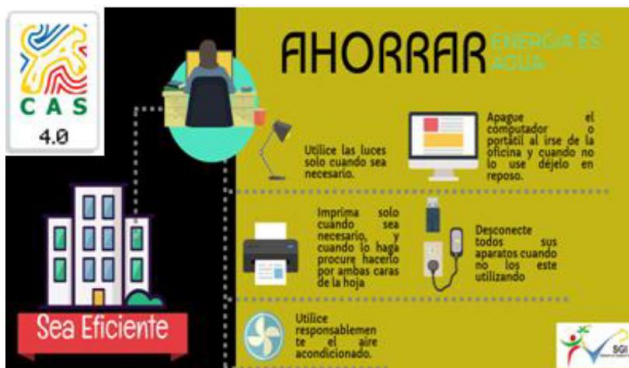 CAS
4.0
AHORRAR
ENERGIA ES
AGUA
Utilice las luces
solo cuando sea
necesario.
Apague el
computador o
portátil al irse de la
oficina y cuando no
lo use déjelo en
reposo.
Imprima solo
cuando sea
necesario, y
cuando lo haga
procure hacerlo
por ambas caras
de la hoja
Desconecte
todos sus
aparatos cuando
no los este
utilizando
Utilice
responsablemen
te el aire
acondicionado.
Sea Eficiente
SGI